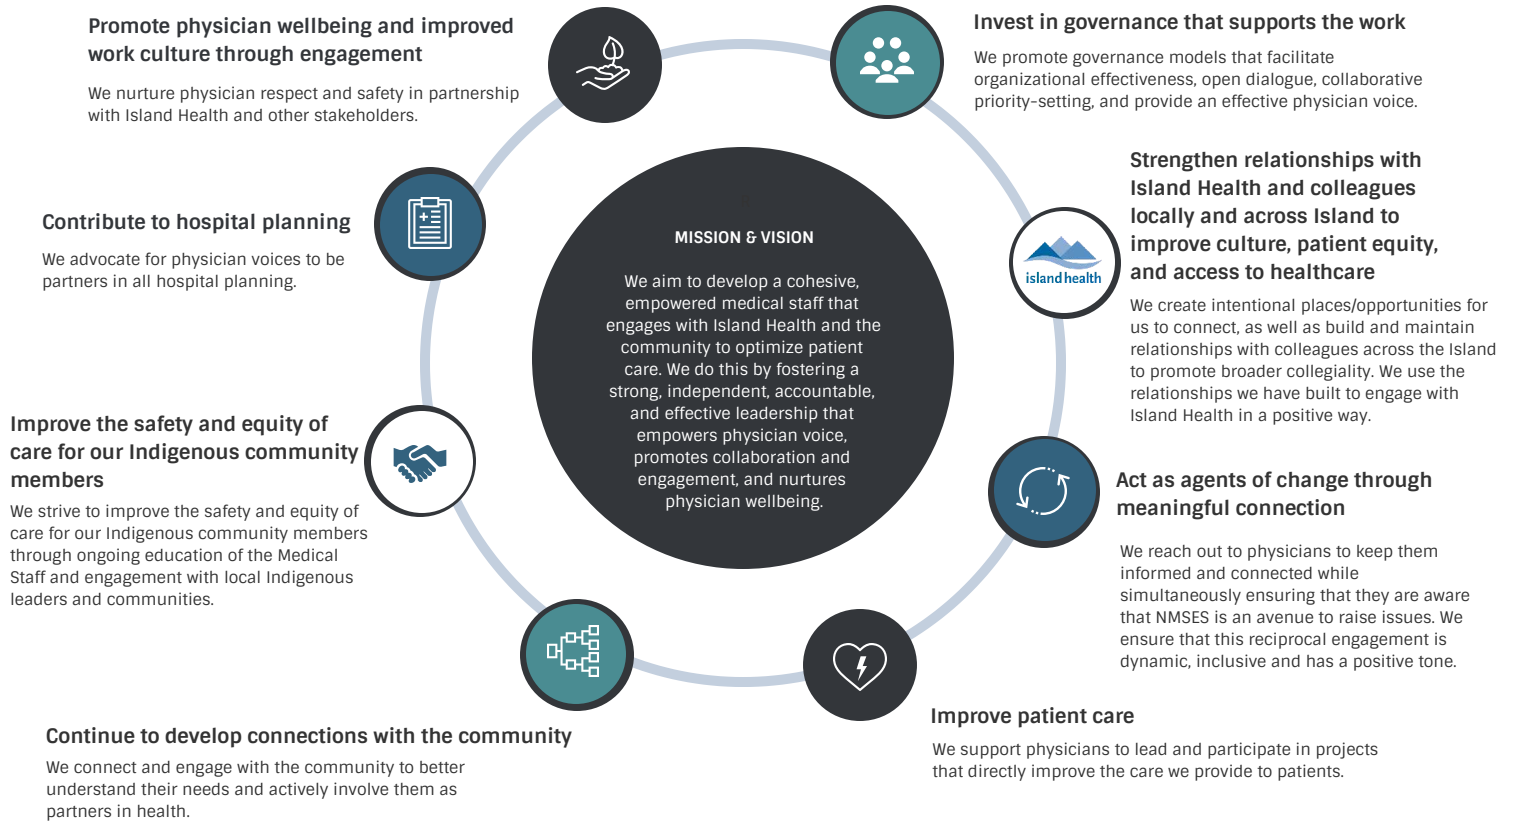 Promote physician wellbeing and improved
work culture through engagement
We nurture physician respect and safety in partnership
with Island Health and other stakeholders.
Invest in governance that supports the work
We promote governance models that facilitate
organizational effectiveness, open dialogue, collaborative
priority-setting, and provide an effective physician voice.
Strengthen relationships with
Island Health and colleagues
locally and across Island to
improve culture, patient equity,
and access to healthcare
We create intentional places/opportunities for
us to connect, as well as build and maintain
relationships with colleagues across the Island
to promote broader collegiality. We use the
relationships we have built to engage with
Island Health in a positive way.
island health
Contribute to hospital planning
We advocate for physician voices to be
partners in all hospital planning.
MISSION & VISION
We aim to develop a cohesive,
empowered medical staff that
engages with Island Health and the
community to optimize patient
care. We do this by fostering a
strong, independent, accountable,
and effective leadership that
empowers physician voice,
promotes collaboration and
engagement, and nurtures
physician wellbeing.
Improve the safety and equity of
care for our Indigenous community
members
We strive to improve the safety and equity of
care for our Indigenous community members
through ongoing education of the Medical
Staff and engagement with local Indigenous
leaders and communities.
Act as agents of change through
meaningful connection
We reach out to physicians to keep them
informed and connected while
simultaneously ensuring that they are aware
that NMSES is an avenue to raise issues. We
ensure that this reciprocal engagement is
dynamic, inclusive and has a positive tone.
Improve patient care
We support physicians to lead and participate in projects
that directly improve the care we provide to patients.
Continue to develop connections with the community
We connect and engage with the community to better
understand their needs and actively involve them as
partners in health.